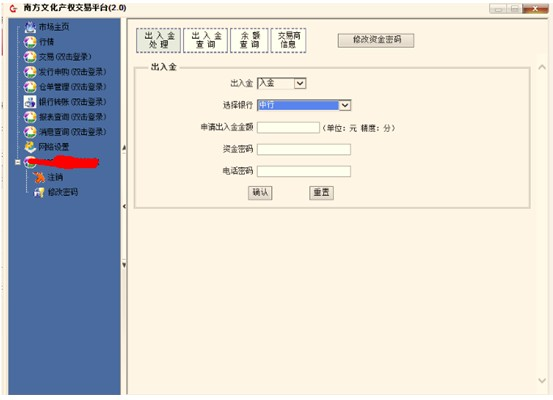 南方文化产权交易平台(2.0)
市场主页
行情
交易(双击登录)
发行申购(双击登录)
仓单管理(双击登录)
银行转账(双击登录)
报表查询(双击登录)
消息查询(双击登录)
网络设置
注销
修改密码
出 入 金
处 理
出 入 金
查 询
余 额
查 询
交易商
信息
修改资金密码
出入金
出入金 入金
选择银行 中行
申请出入金金额 (单位：元 精度：分)
资金密码
电话密码
确认 重置